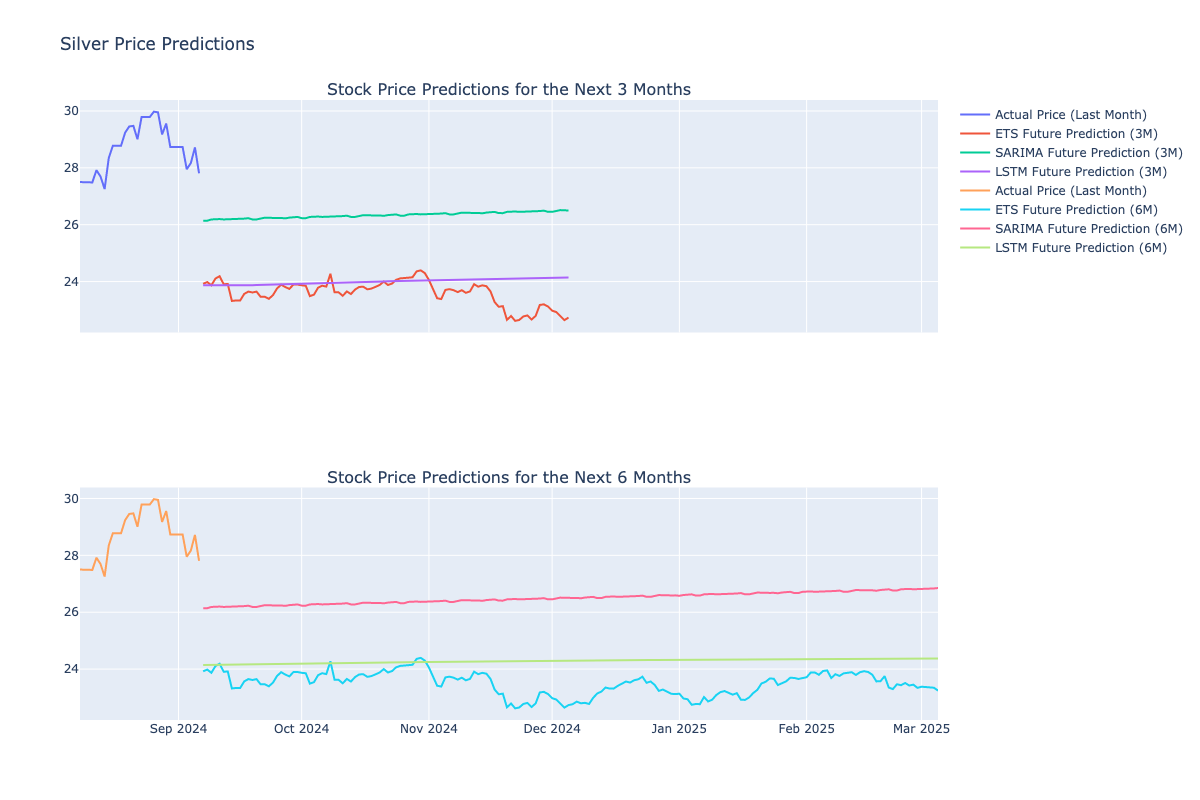 Silver Price Predictions
Stock Price Predictions for the Next 3 Months
30
28
26
24
Actual Price (Last Month)
ETS Future Prediction (3M)
SARIMA Future Prediction (3M)
LSTM Future Prediction (3M)
Actual Price (Last Month)
ETS Future Prediction (6M)
SARIMA Future Prediction (6M)
LSTM Future Prediction (6M)
Stock Price Predictions for the Next 6 Months
30
28
26
24
Sep 2024 Oct 2024 Nov 2024 Dec 2024 Jan 2025 Feb 2025 Mar 2025